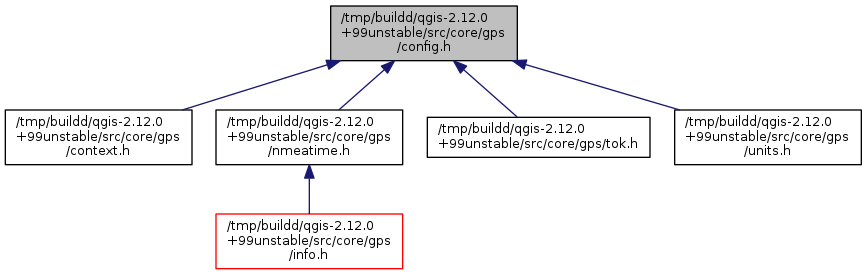 /tmp/buildd/qgis-2.12.0
+99unstable/src/core/gps
/config.h
/tmp/buildd/qgis-2.12.0
+99unstable/src/core/gps
/context.h
/tmp/buildd/qgis-2.12.0
+99unstable/src/core/gps
/nmeatime.h
/tmp/buildd/qgis-2.12.0
+99unstable/src/core/gps/tok.h
/tmp/buildd/qgis-2.12.0
+99unstable/src/core/gps
/units.h
/tmp/buildd/qgis-2.12.0
+99unstable/src/core/gps
/info.h